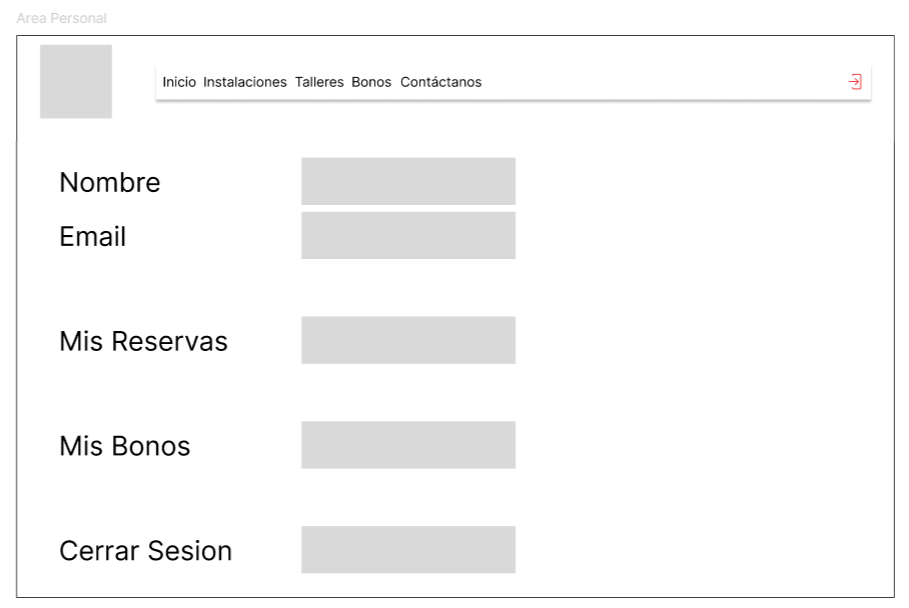 Area Personal
Inicio Instalaciones Talleres Bonos Contáctanos
Nombre
Email
Mis Reservas
Mis Bonos
Cerrar Sesion